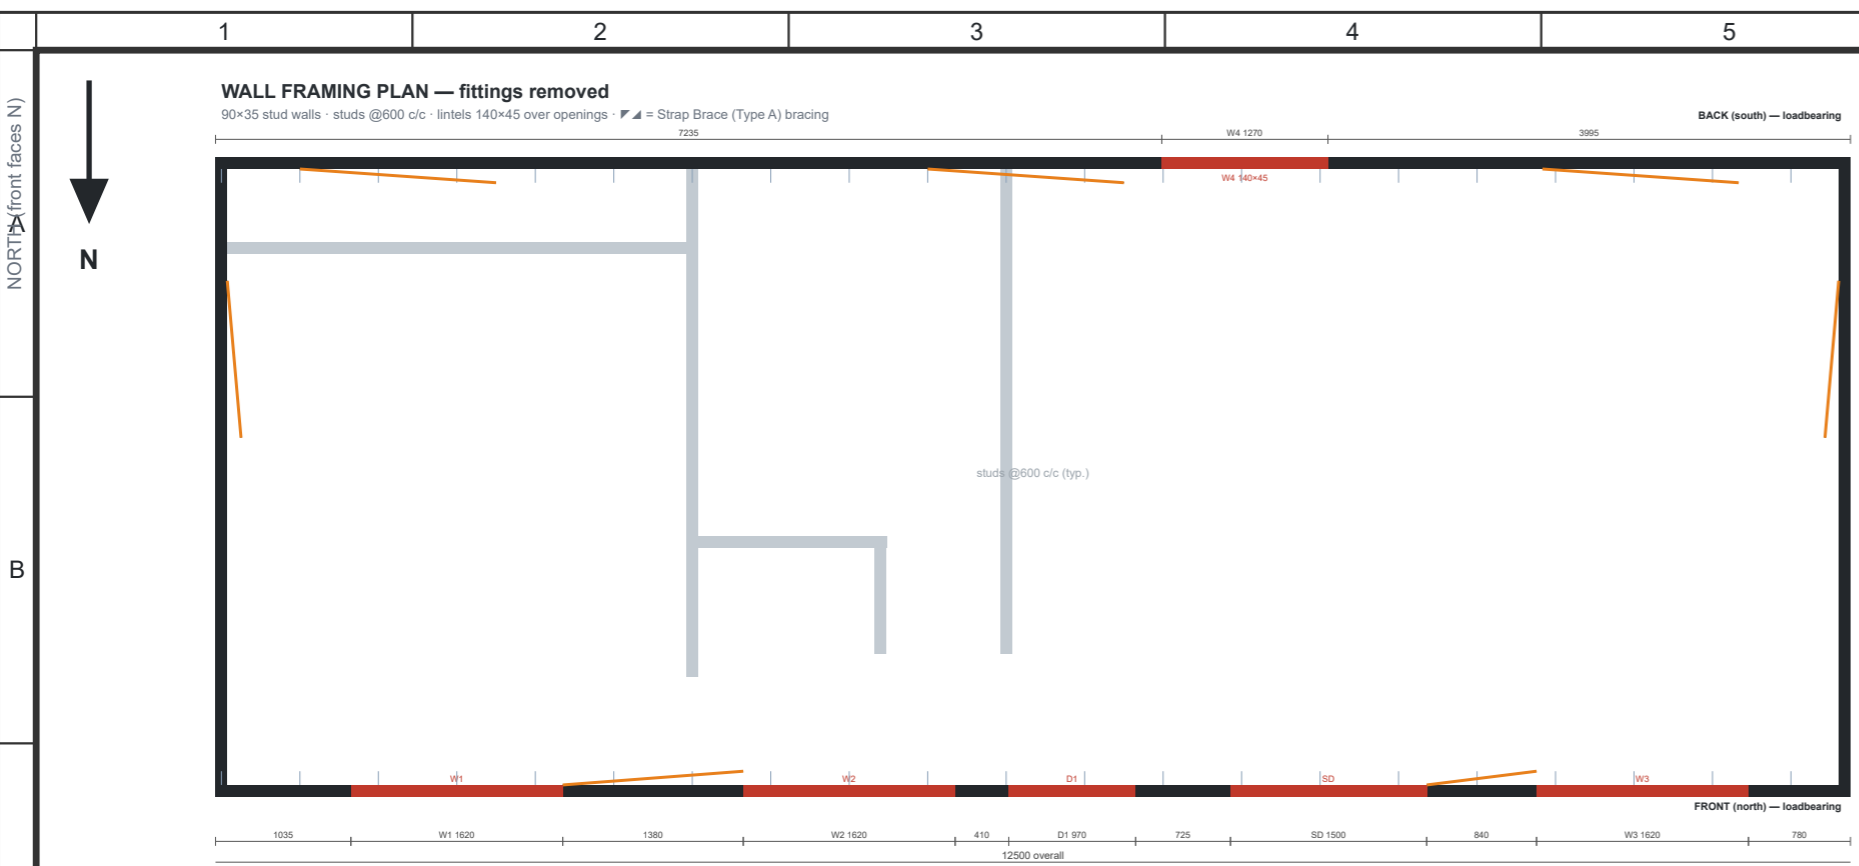 1 2 3 4 5
WALL FRAMING PLAN — fittings removed
90×35 stud walls · studs @600 c/c · lintels 140×45 over openings · ◤◢ = Strap Brace (Type A) bracing
BACK (south) — loadbearing
7235 W4 1270 3995
W4 140×45
NORTH (front faces N)
A
N
studs @600 c/c (typ.)
B
W1 W2 D1 SD W3
FRONT (north) — loadbearing
1035 W1 1620 1380 W2 1620 410 D1 970 725 SD 1500 840 W3 1620 780
12500 overall